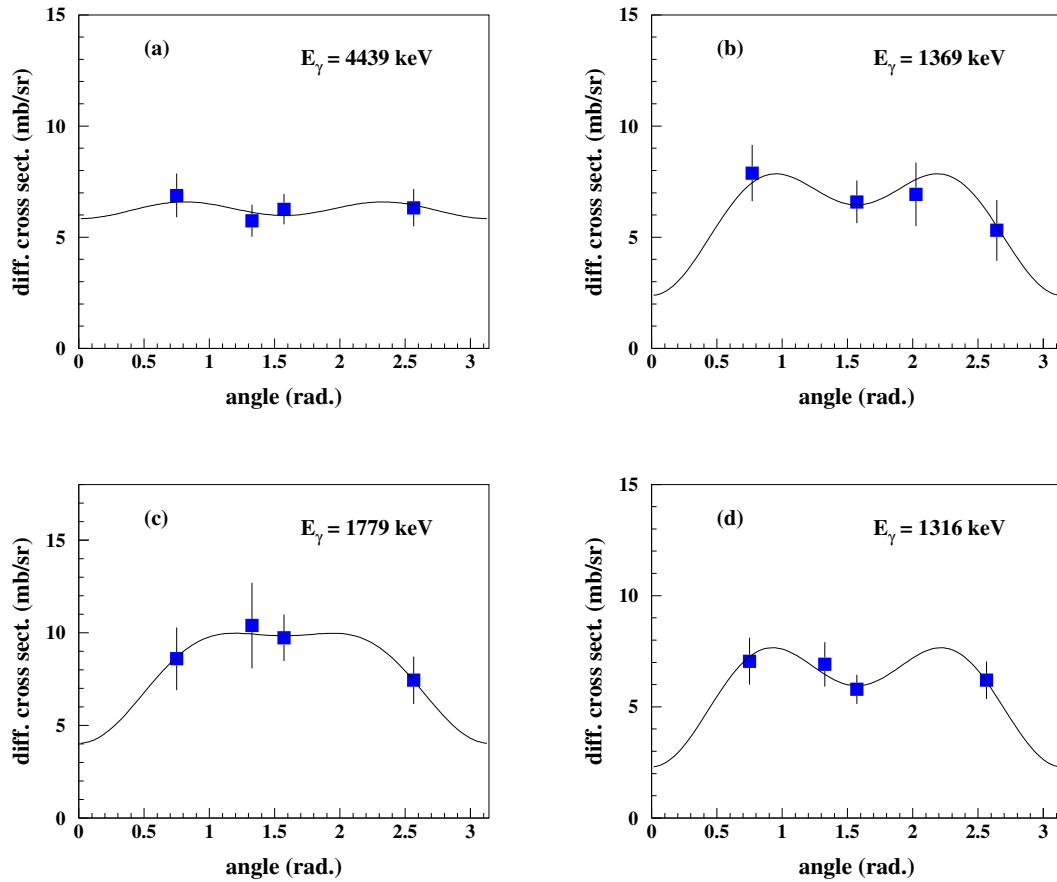 (a)
E_γ = 4439 keV
diff. cross sect. (mb/sr)
15
10
5
0
0 0.5 1 1.5 2 2.5 3
angle (rad.)
(b)
E_γ = 1369 keV
diff. cross sect. (mb/sr)
15
10
5
0
0 0.5 1 1.5 2 2.5 3
angle (rad.)
(c)
E_γ = 1779 keV
diff. cross sect. (mb/sr)
15
10
5
0
0 0.5 1 1.5 2 2.5 3
angle (rad.)
(d)
E_γ = 1316 keV
diff. cross sect. (mb/sr)
15
10
5
0
0 0.5 1 1.5 2 2.5 3
angle (rad.)